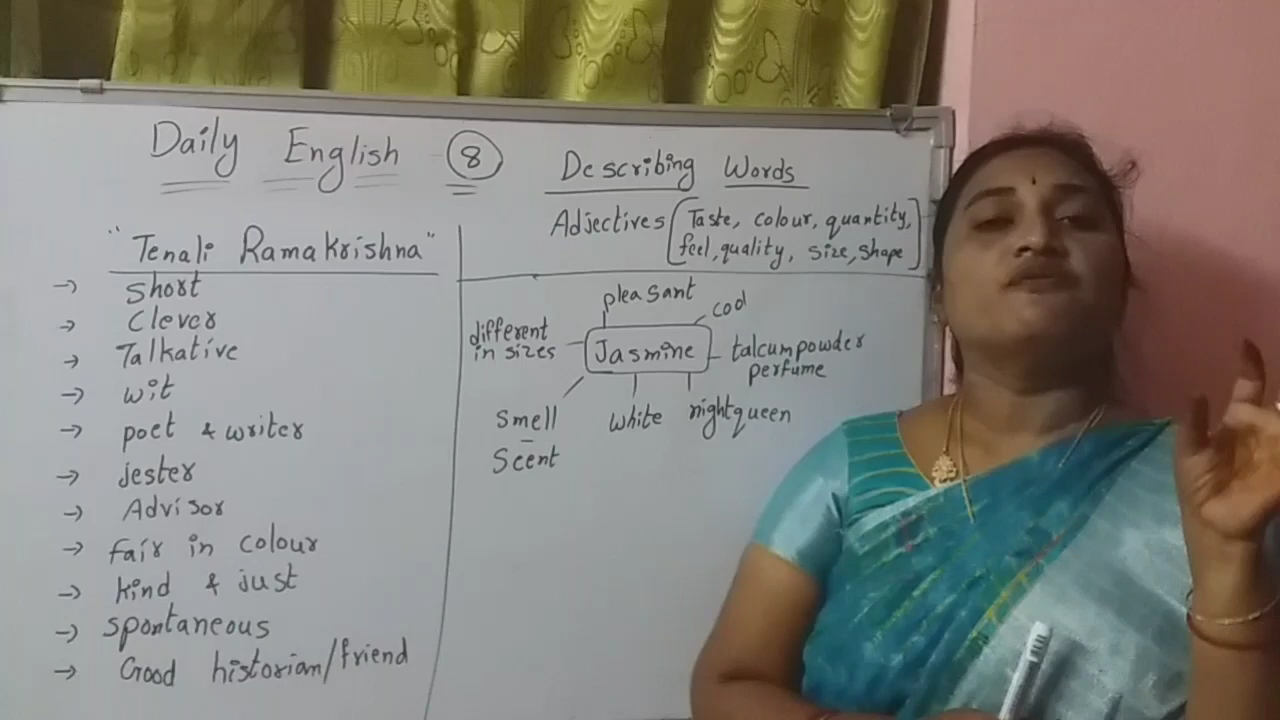 Daily English - 8
Describing Words
Adjectives [Taste, colour, quantity,
feel, quality, size, shape]
"Tenali Ramakrishna"
→ short
→ Clever
→ Talkative
→ wit
→ poet & writer
→ jester
→ Advisor
→ fair in colour
→ kind & just
→ spontaneous
→ Good historian/friend
pleasant
cool
different
in sizes
Jasmine
talcumpowder
perfume
smell
-
scent
white
nightqueen